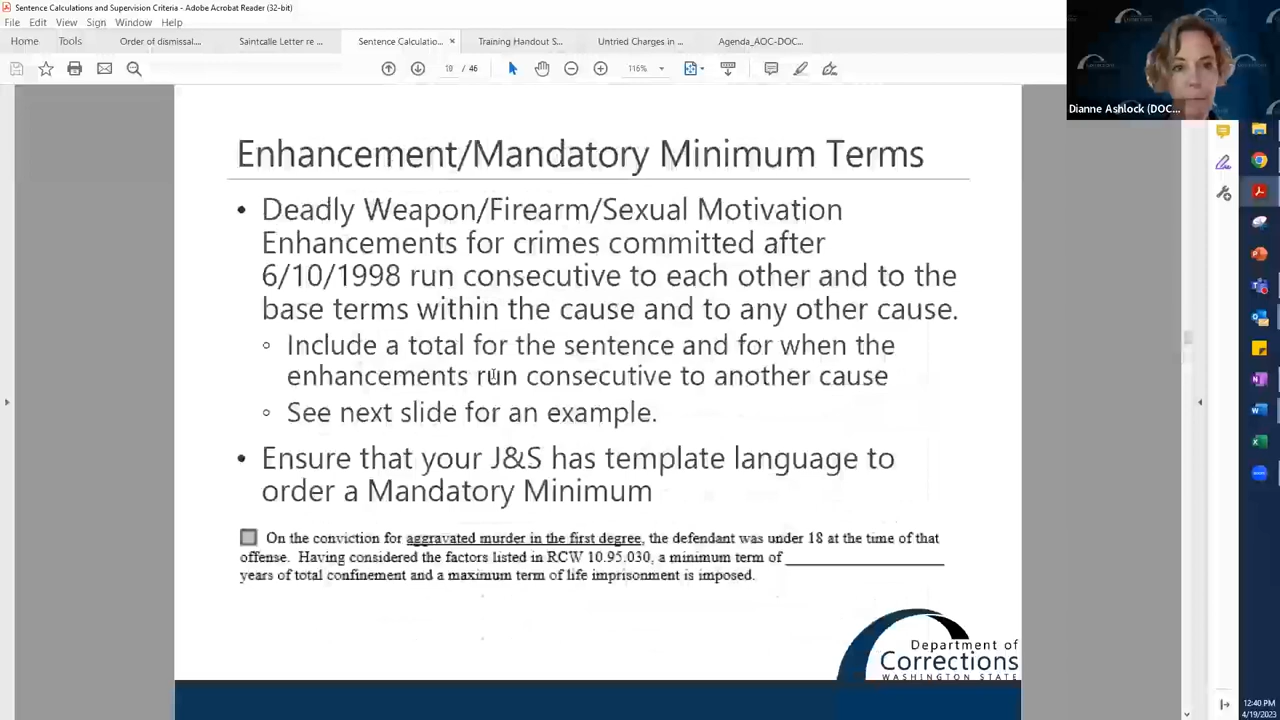 Sentence Calculations and Supervision Criteria - Adobe Acrobat Reader (32-bit)
File Edit View Sign Window Help
Home Tools Order of dismissal.... Saintcalle Letter re ... Sentence Calculatio... × Training Handout S... Untried Charges in ... Agenda_AOC-DOC...
18 / 46 116%
Dianne Ashlock (DOC...
Enhancement/Mandatory Minimum Terms
• Deadly Weapon/Firearm/Sexual Motivation
Enhancements for crimes committed after
6/10/1998 run consecutive to each other and to the
base terms within the cause and to any other cause.
◦ Include a total for the sentence and for when the
enhancements run consecutive to another cause
◦ See next slide for an example.
• Ensure that your J&S has template language to
order a Mandatory Minimum
On the conviction for aggravated murder in the first degree, the defendant was under 18 at the time of that
offense. Having considered the factors listed in RCW 10.95.030, a minimum term of
years of total confinement and a maximum term of life imprisonment is imposed.
Department of
Corrections
WASHINGTON STATE
12:40 PM
4/19/2023